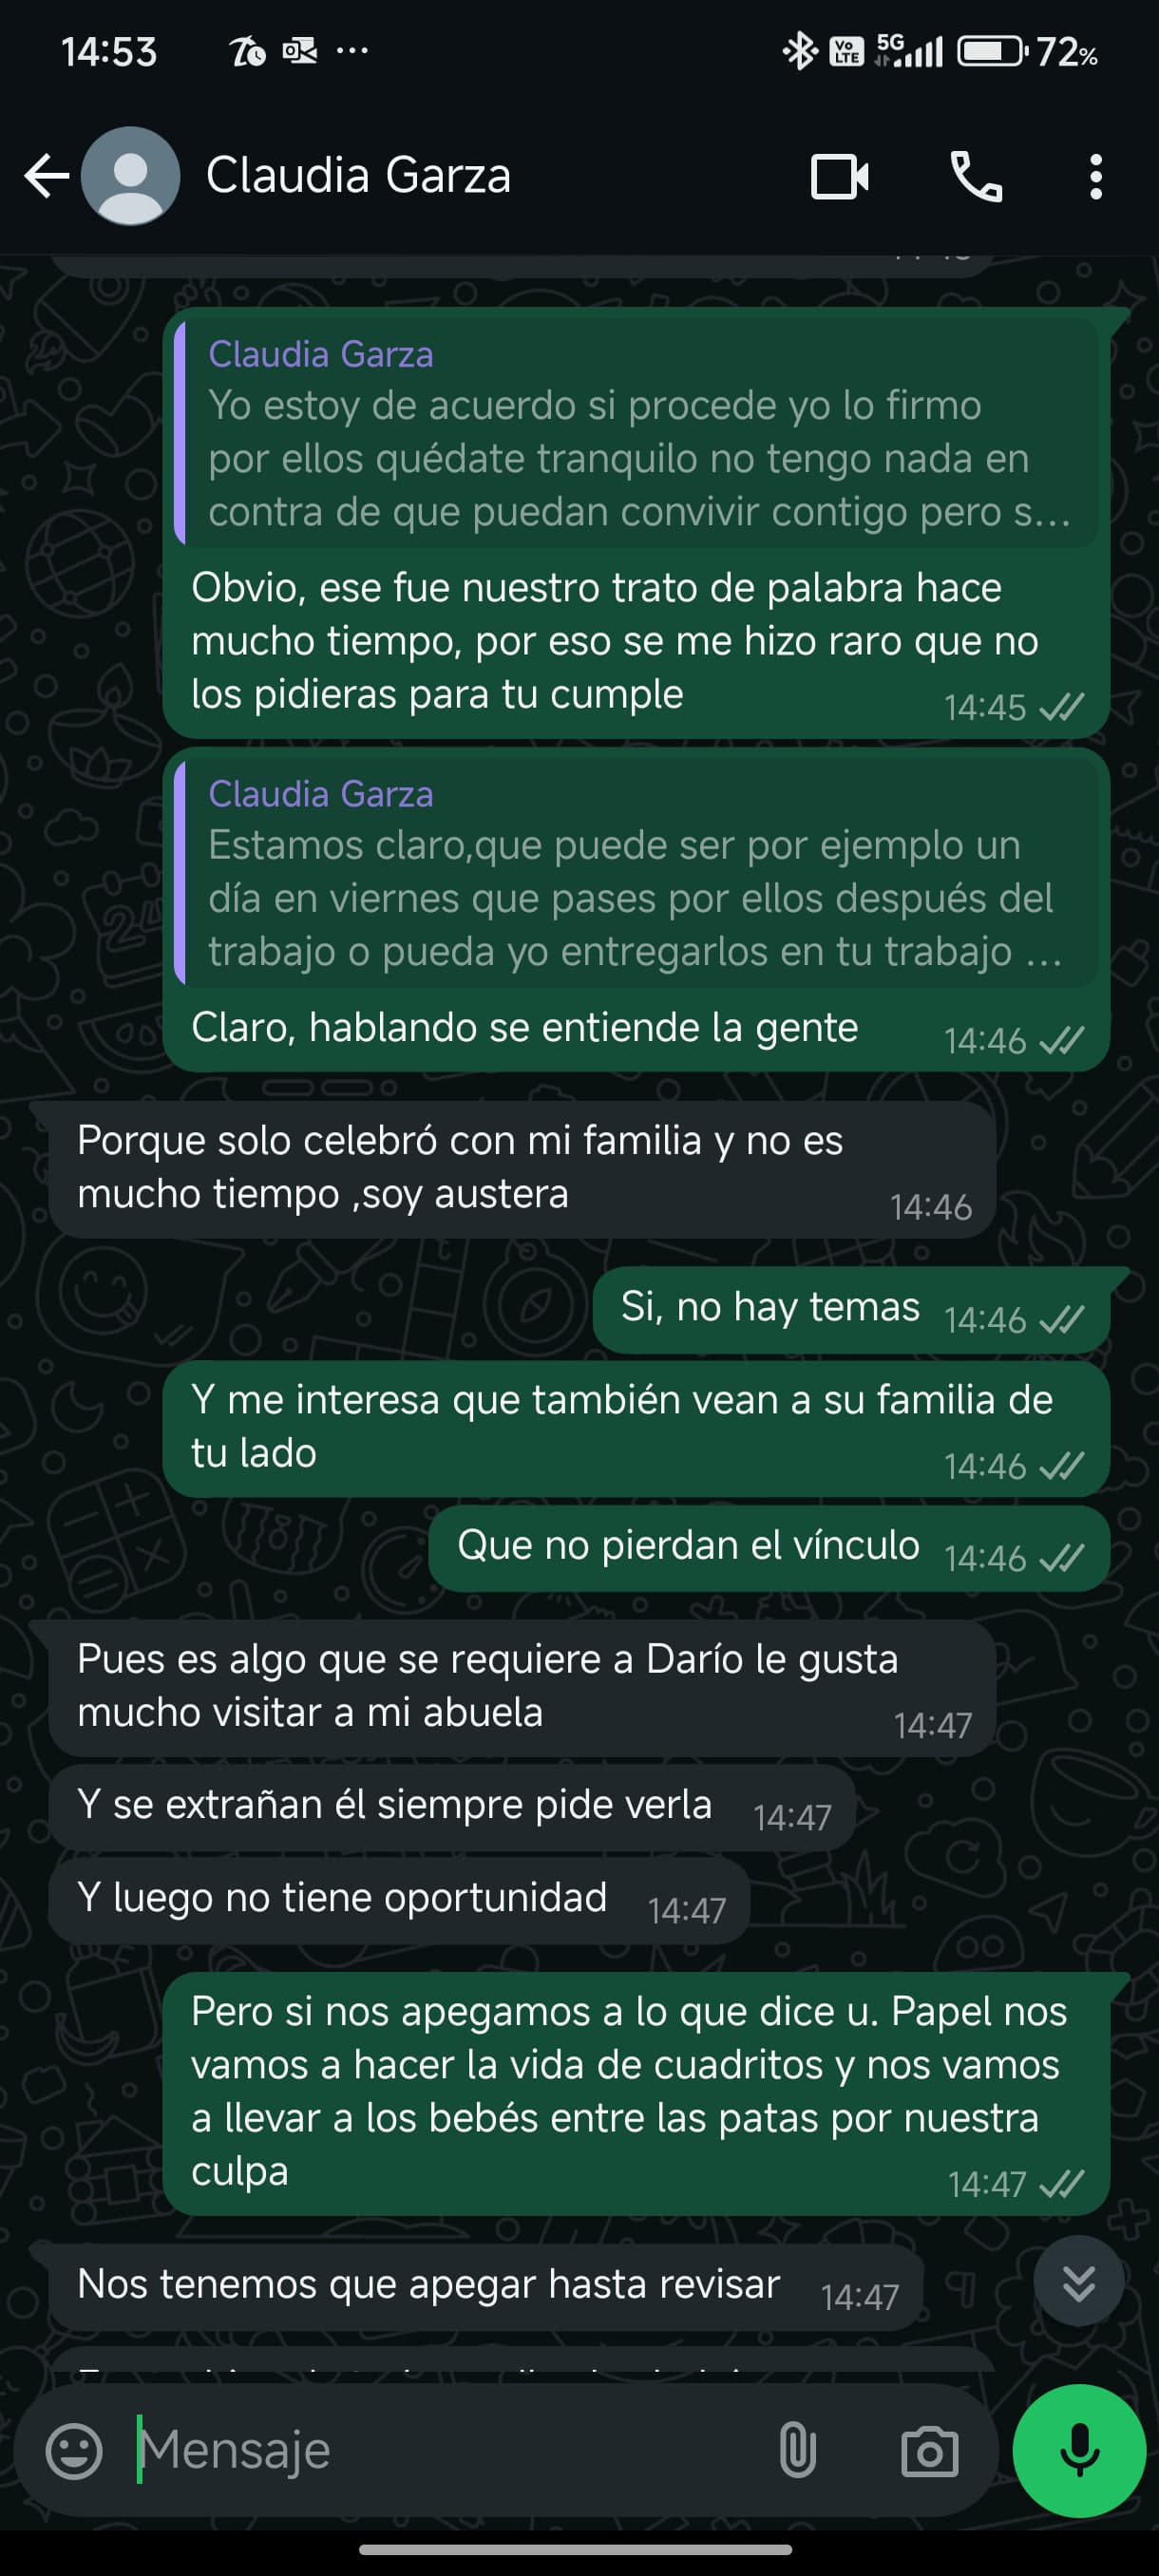 14:53 ... 5G 72%
Vo LTE
Claudia Garza
Claudia Garza
Yo estoy de acuerdo si procede yo lo firmo
por ellos quédate tranquilo no tengo nada en
contra de que puedan convivir contigo pero s...
Obvio, ese fue nuestro trato de palabra hace
mucho tiempo, por eso se me hizo raro que no
los pidieras para tu cumple
14:45
Claudia Garza
Estamos claro,que puede ser por ejemplo un
día en viernes que pases por ellos después del
trabajo o pueda yo entregarlos en tu trabajo ...
Claro, hablando se entiende la gente 14:46
Porque solo celebró con mi familia y no es
mucho tiempo ,soy austera
14:46
Si, no hay temas 14:46
Y me interesa que también vean a su familia de
tu lado
14:46
Que no pierdan el vínculo 14:46
Pues es algo que se requiere a Darío le gusta
mucho visitar a mi abuela
14:47
Y se extrañan él siempre pide verla 14:47
Y luego no tiene oportunidad 14:47
Pero si nos apegamos a lo que dice u. Papel nos
vamos a hacer la vida de cuadritos y nos vamos
a llevar a los bebés entre las patas por nuestra
culpa
14:47
Nos tenemos que apegar hasta revisar 14:47
Mensaje